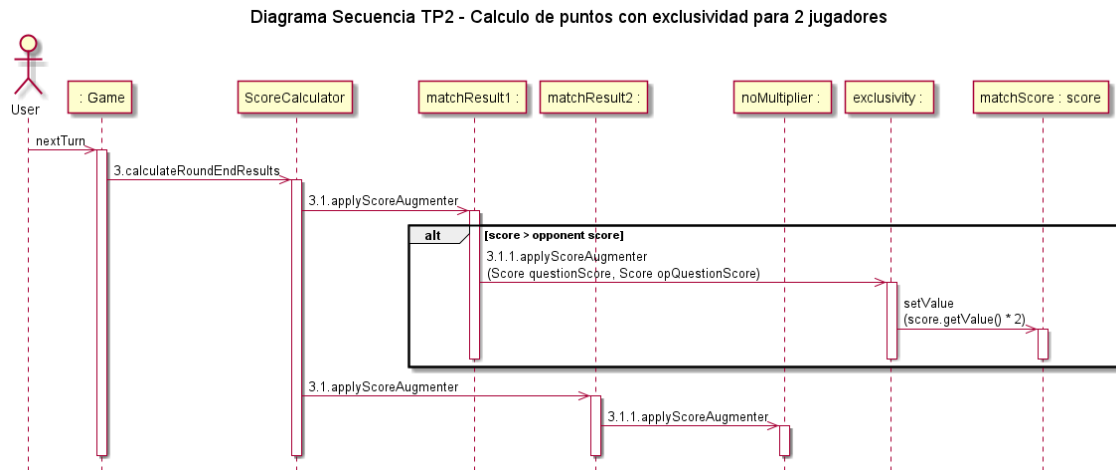 Diagrama Secuencia TP2 - Calculo de puntos con exclusividad para 2 jugadores
User
: Game
ScoreCalculator
matchResult1 :
matchResult2 :
noMultiplier :
exclusivity :
matchScore : score
nextTurn
3.calculateRoundEndResults
3.1.applyScoreAugmenter
alt
[score > opponent score]
3.1.1.applyScoreAugmenter
(Score questionScore, Score opQuestionScore)
setValue
(score.getValue() * 2)
3.1.applyScoreAugmenter
3.1.1.applyScoreAugmenter